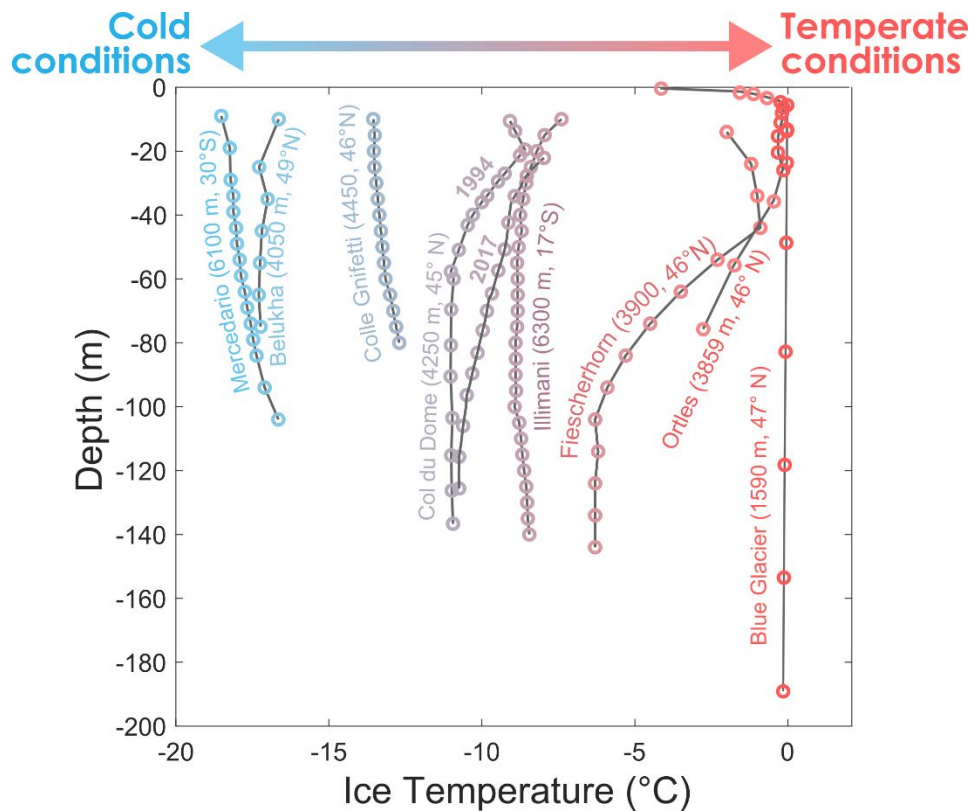 Cold
conditions
Temperate
conditions
0
-20
-40
-60
-80
-100
-120
-140
-160
-180
-200
Depth (m)
-20
-15
-10
-5
0
Ice Temperature (°C)
Mercedario (6100 m, 30°S)
Belukha (4050 m, 49°N)
Colle Gnifetti (4450, 46°N)
Col du Dome (4250 m, 45° N)
1994
2017
Illimani (6300 m, 17°S)
Fiescherhorn (3900, 46°N)
Ortles (3859 m, 46° N)
Blue Glacier (1590 m, 47° N)